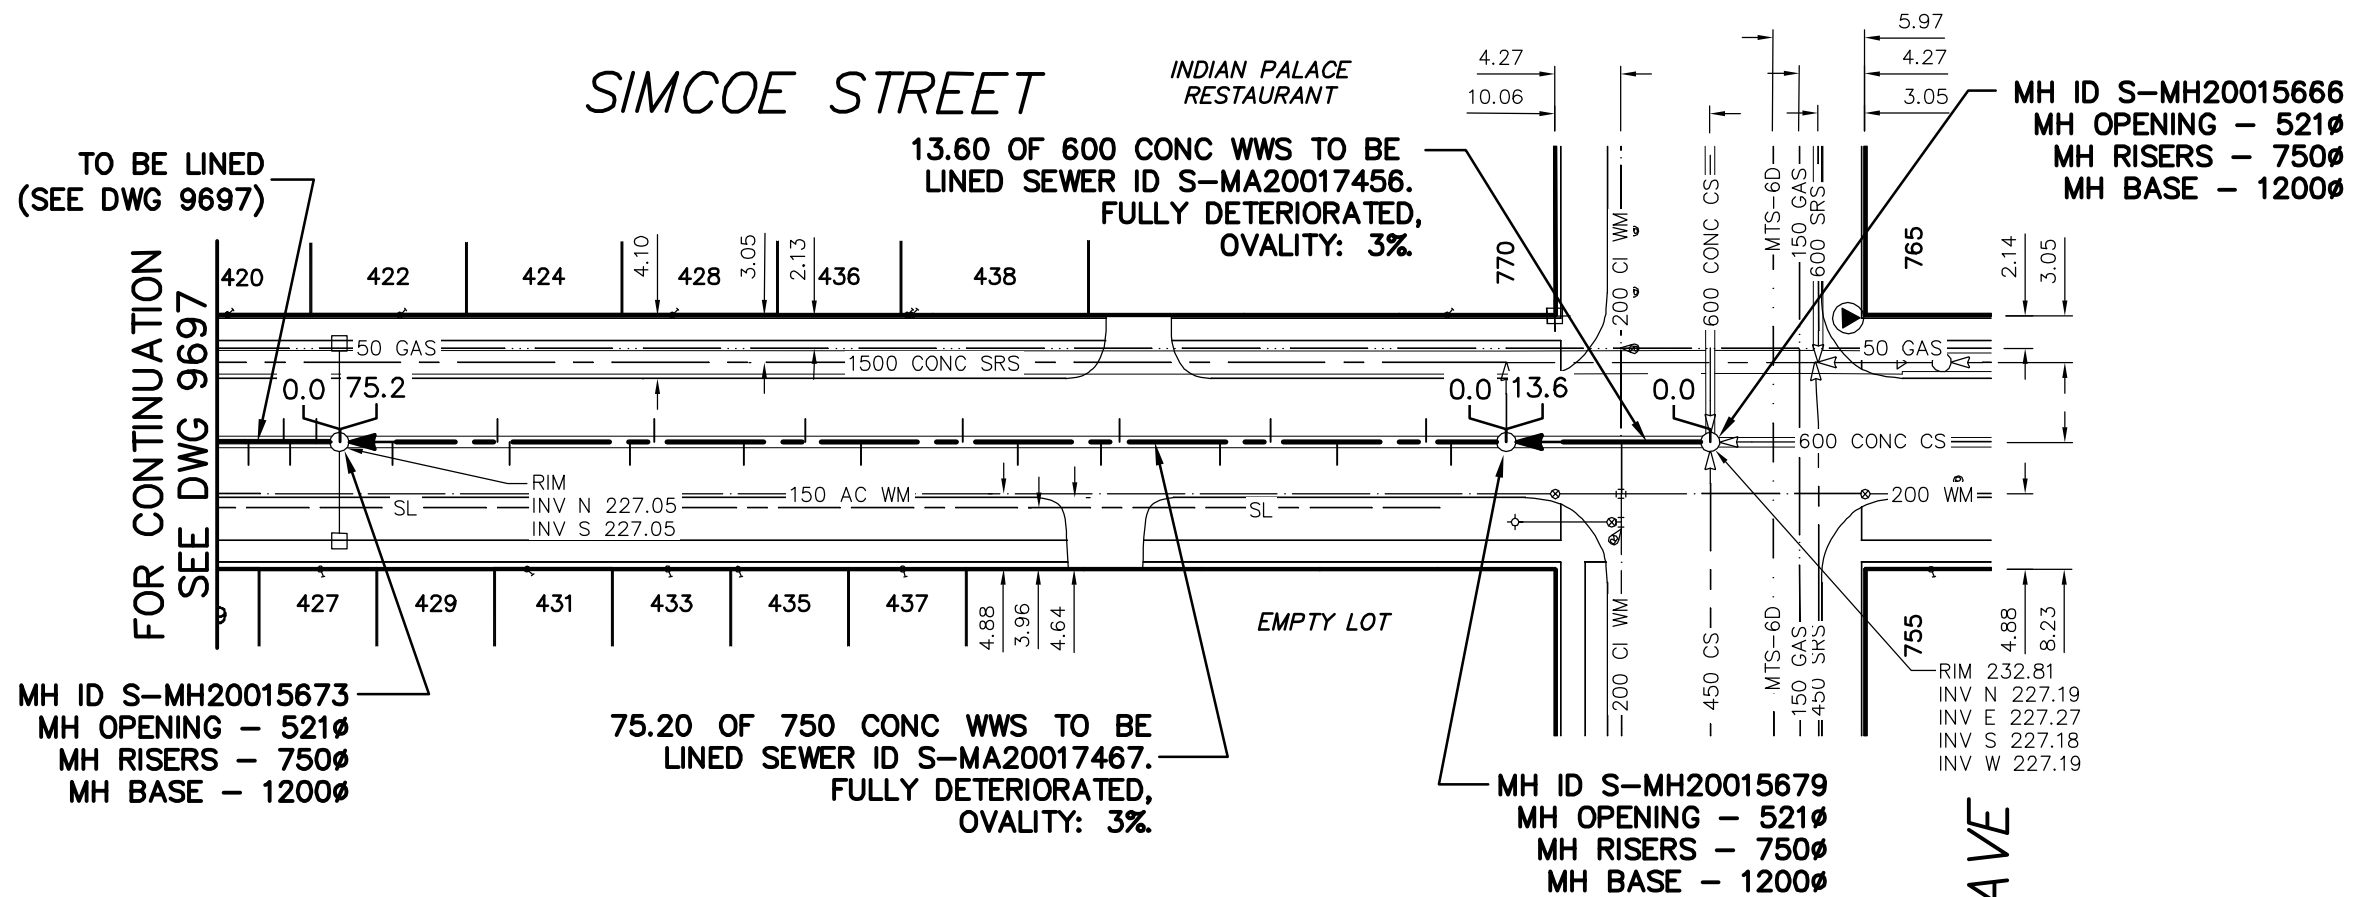 SIMCOE STREET
INDIAN PALACE
RESTAURANT
4.27
10.06
5.97
4.27
3.05
MH ID S-MH20015666
MH OPENING - 521ø
MH RISERS - 750ø
MH BASE - 1200ø
TO BE LINED
(SEE DWG 9697)
13.60 OF 600 CONC WWS TO BE
LINED SEWER ID S-MA20017456.
FULLY DETERIORATED,
OVALITY: 3%.
FOR CONTINUATION
SEE DWG 9697
420
422
424
4.10
428
3.05
2.13
436
438
770
200 CI WM
600 CONC CS
MTS-6D
150 GAS
600 SRS
765
2.14
3.05
50 GAS
1500 CONC SRS
50 GAS
0.0
75.2
0.0
13.6
0.0
600 CONC CS
RIM
INV N 227.05
INV S 227.05
SL
150 AC WM
SL
200 WM
9
427
429
431
433
435
437
4.88
3.96
4.64
EMPTY LOT
200 CI WM
450 CS
MTS-6D
150 GAS
450 SRS
755
4.88
8.23
RIM 232.81
INV N 227.19
INV E 227.27
INV S 227.18
INV W 227.19
MH ID S-MH20015673
MH OPENING - 521ø
MH RISERS - 750ø
MH BASE - 1200ø
75.20 OF 750 CONC WWS TO BE
LINED SEWER ID S-MA20017467.
FULLY DETERIORATED,
OVALITY: 3%.
MH ID S-MH20015679
MH OPENING - 521ø
MH RISERS - 750ø
MH BASE - 1200ø
AVE